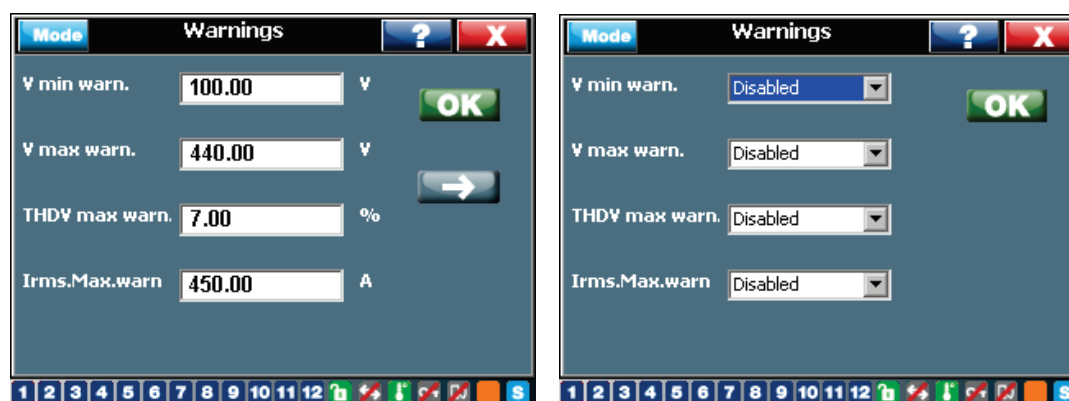 Mode Warnings ? X
V min warn. 100.00 V
OK
V max warn. 440.00 V
THDV max warn. 7.00 %
Irms.Max.warn 450.00 A
1 2 3 4 5 6 7 8 9 10 11 12 S
Mode Warnings ? X
V min warn. Disabled
OK
V max warn. Disabled
THDV max warn. Disabled
Irms.Max.warn Disabled
1 2 3 4 5 6 7 8 9 10 11 12 S